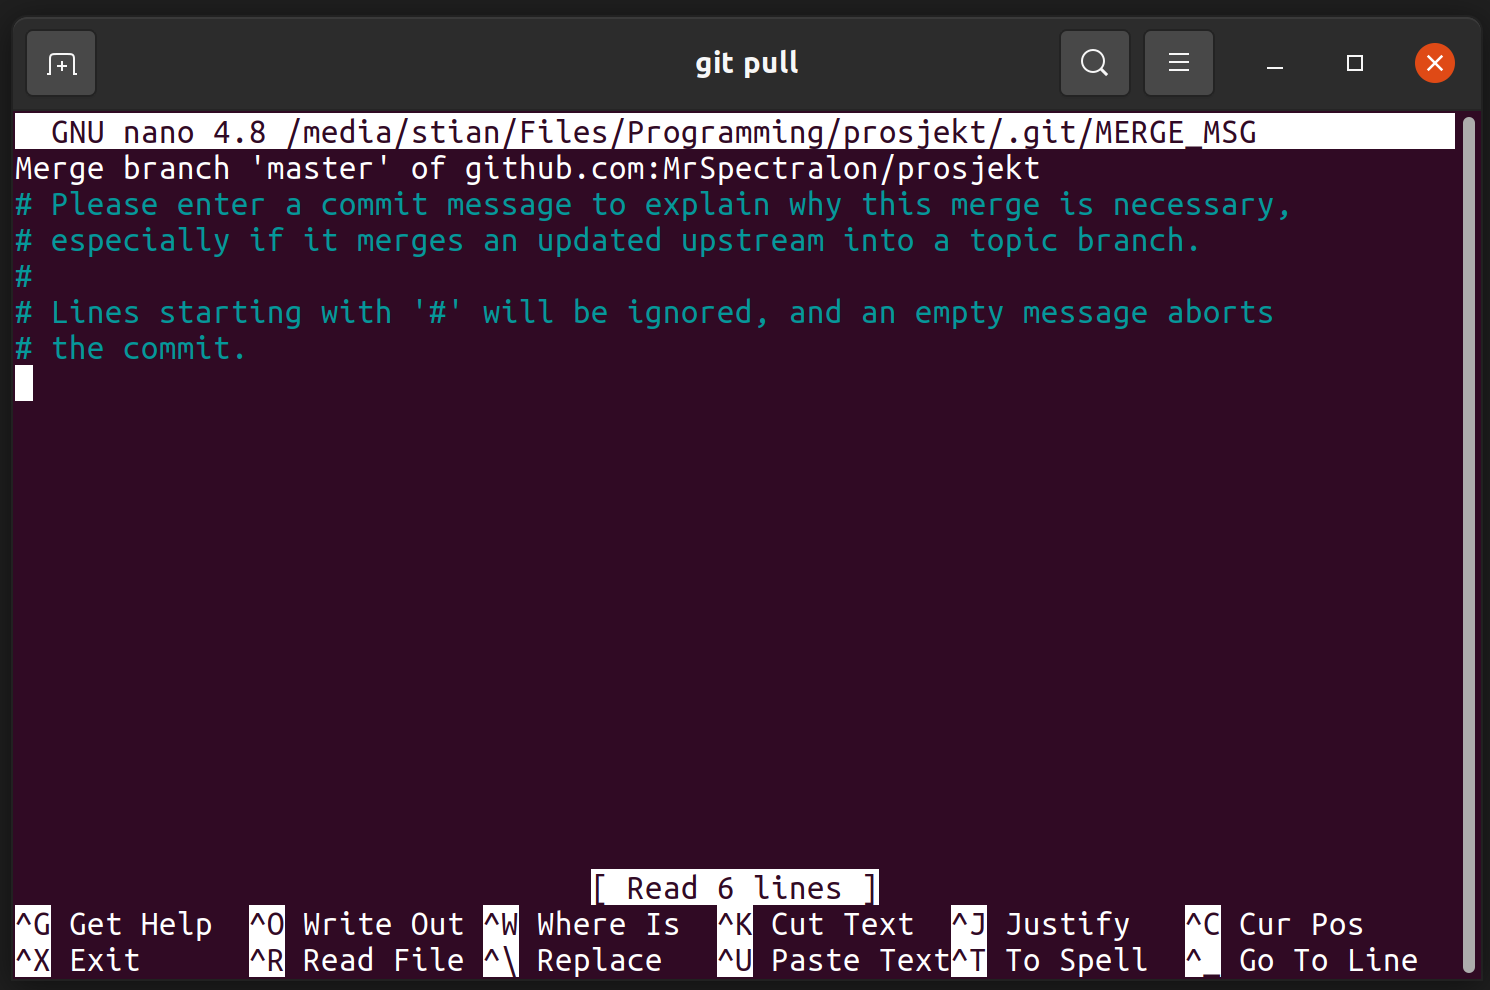 git pull
GNU nano 4.8 /media/stian/Files/Programming/prosjekt/.git/MERGE_MSG
Merge branch 'master' of github.com:MrSpectralon/prosjekt
# Please enter a commit message to explain why this merge is necessary,
# especially if it merges an updated upstream into a topic branch.
#
# Lines starting with '#' will be ignored, and an empty message aborts
# the commit.
[ Read 6 lines ]
^G Get Help ^O Write Out ^W Where Is ^K Cut Text ^J Justify ^C Cur Pos
^X Exit ^R Read File ^\ Replace ^U Paste Text ^T To Spell ^_ Go To Line